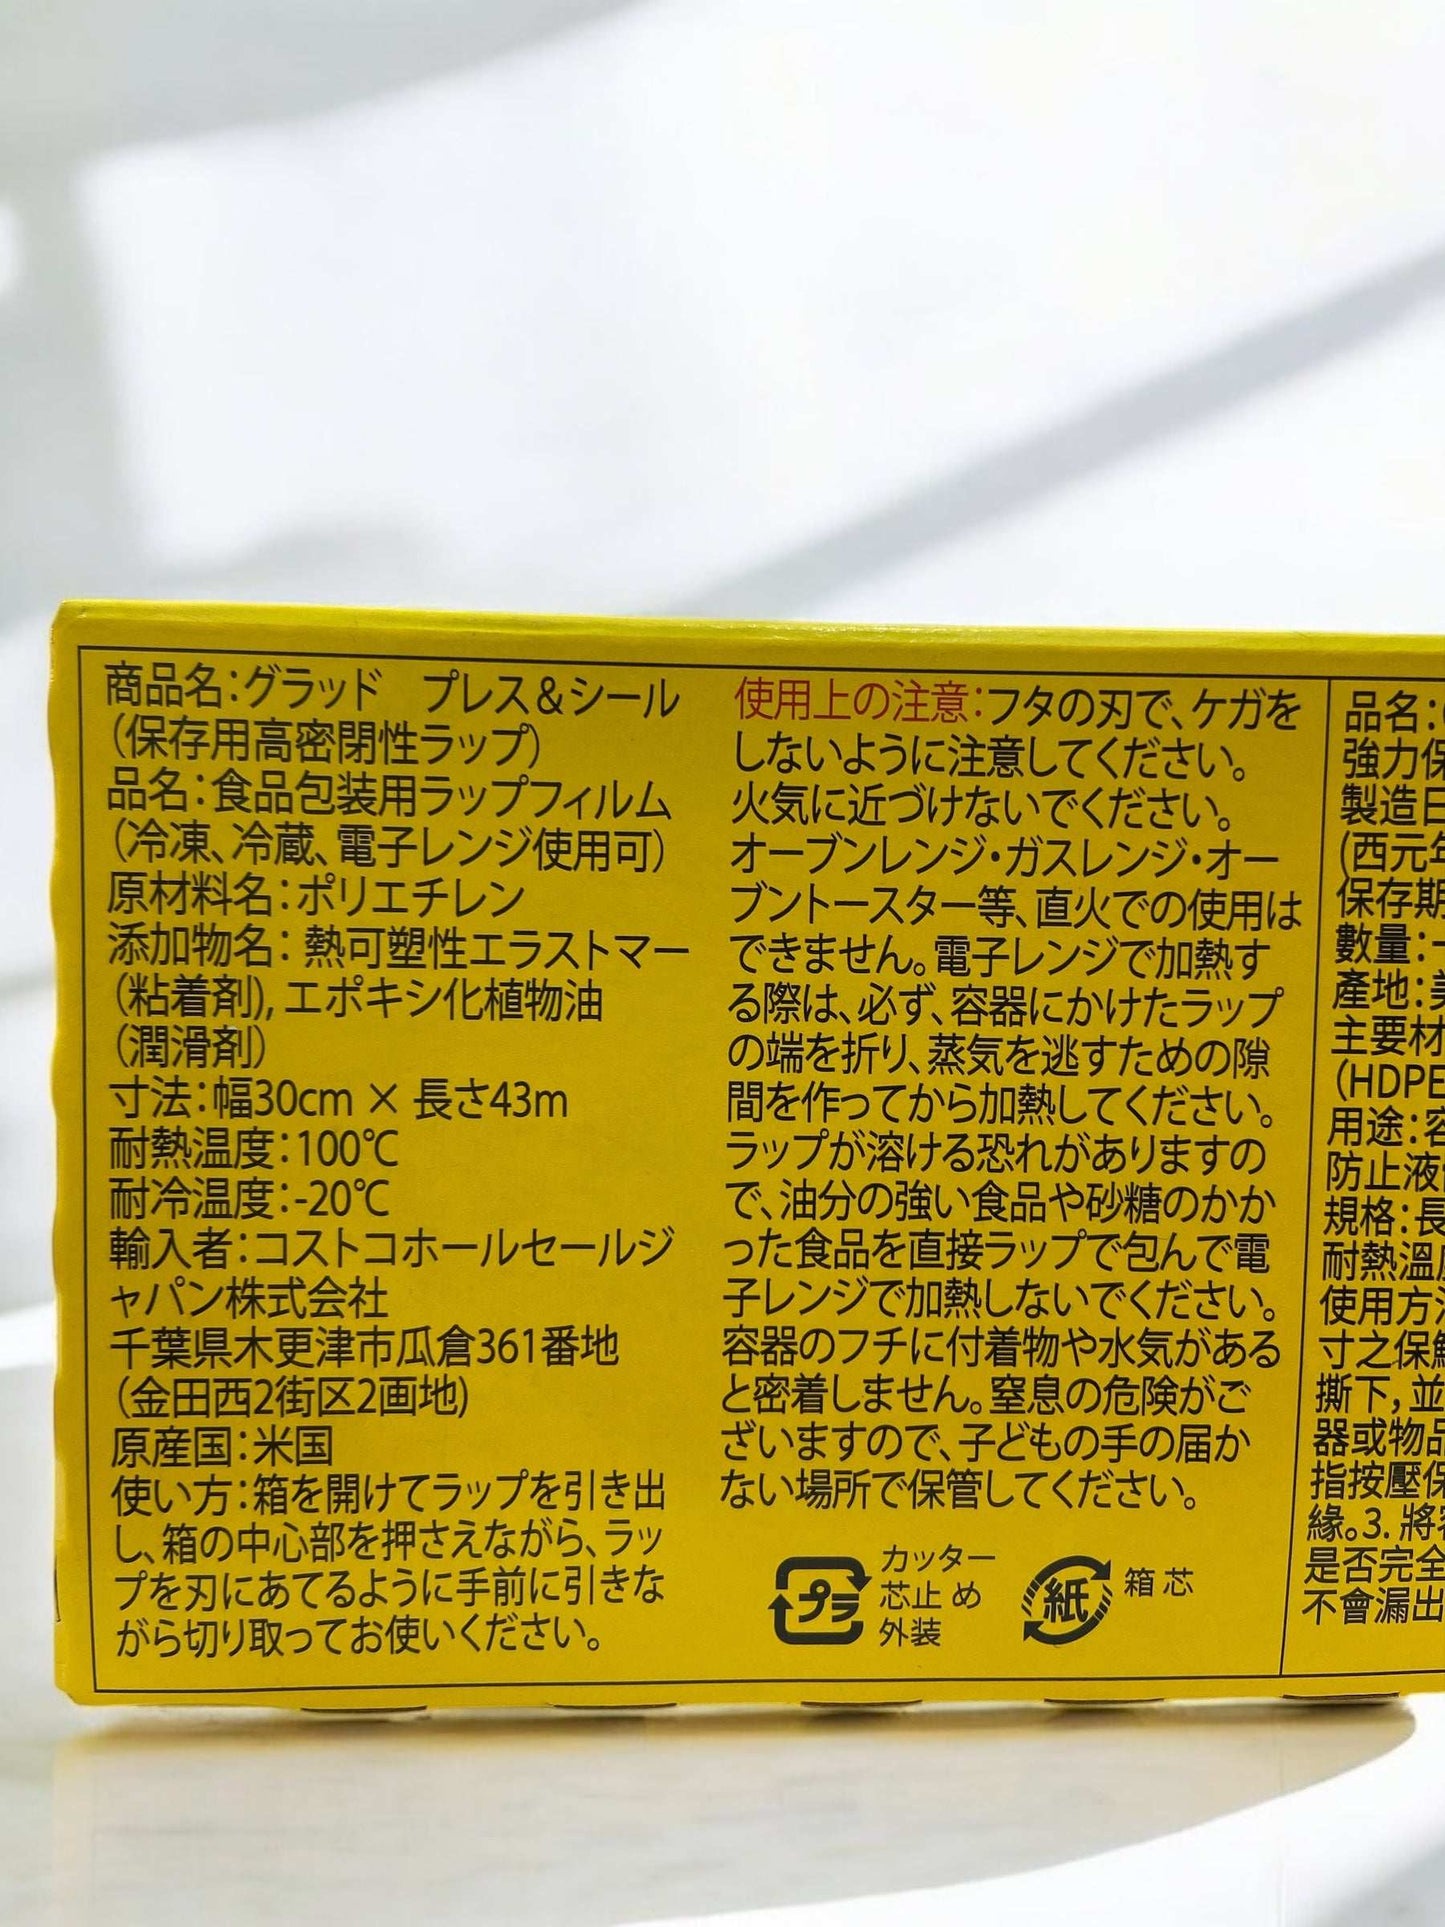 商品名：グラッド　プレス＆シール
（保存用高密閉性ラップ）
品名：食品包装用ラップフィルム
（冷凍、冷蔵、電子レンジ使用可）
原材料名：ポリエチレン
添加物名：熱可塑性エラストマー
（粘着剤），エポキシ化植物油
（潤滑剤）
寸法：幅30cm × 長さ43m
耐熱温度：100℃
耐冷温度：-20℃
輸入者：コストコホールセールジ
ャパン株式会社
千葉県木更津市瓜倉361番地
(金田西2街区2画地)
原産国：米国
使い方：箱を開けてラップを引き出
し、箱の中心部を押さえながら、ラッ
プを刃にあてるように手前に引きな
がら切り取ってお使いください。
使用上の注意：フタの刃で、ケガを
しないように注意してください。
火気に近づけないでください。
オーブンレンジ・ガスレンジ・オー
ブントースター等、直火での使用は
できません。電子レンジで加熱す
る際は、必ず、容器にかけたラップ
の端を折り、蒸気を逃すための隙
間を作ってから加熱してください。
ラップが溶ける恐れがありますの
で、油分の強い食品や砂糖のかか
った食品を直接ラップで包んで電
子レンジで加熱しないでください。
容器のフチに付着物や水気がある
と密着しません。窒息の危険がご
ざいますので、子どもの手の届か
ない場所で保管してください。
プラ
カッター
芯止め
外装
紙
箱 芯
品名：
強力保
製造日
(西元年
保存期
數量：一
產地：美
主要材
(HDPE
用途：容
防止液
規格：長
耐熱溫度
使用方法
寸之保鮮
撕下，並
器或物品
指按壓保
緣。3. 將容
是否完全
不會漏出